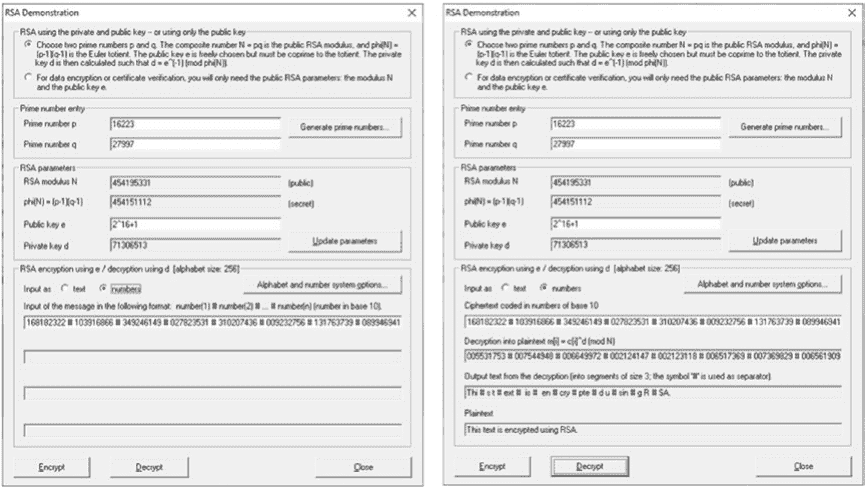 RSA Demonstration
RSA using the private and public key -- or using only the public key
Choose two prime numbers p and q. The composite number N = pq is the public RSA modulus, and phi(N) =
(p-1)(q-1) is the Euler totient. The public key e is freely chosen but must be coprime to the totient. The private
key d is then calculated such that d = e^(-1) (mod phi(N)).
For data encryption or certificate verification, you will only need the public RSA parameters: the modulus N
and the public key e.
Prime number entry
Prime number p 16223 Generate prime numbers...
Prime number q 27997
RSA parameters
RSA modulus N 454195331 (public)
phi(N) = (p-1)(q-1) 454151112 (secret)
Public key e 2^16+1
Private key d 71306513 Update parameters
RSA encryption using e / decryption using d [alphabet size: 256]
Input as text numbers Alphabet and number system options...
Input of the message in the following format: number(1) # number(2) # ... # number(n) (number in base 10).
168182322 # 103916866 # 349246149 # 027823531 # 310207436 # 009232756 # 131763739 # 089946941
Encrypt Decrypt Close
RSA Demonstration
RSA using the private and public key -- or using only the public key
Choose two prime numbers p and q. The composite number N = pq is the public RSA modulus, and phi(N) =
(p-1)(q-1) is the Euler totient. The public key e is freely chosen but must be coprime to the totient. The private
key d is then calculated such that d = e^(-1) (mod phi(N)).
For data encryption or certificate verification, you will only need the public RSA parameters: the modulus N
and the public key e.
Prime number entry
Prime number p 16223 Generate prime numbers...
Prime number q 27997
RSA parameters
RSA modulus N 454195331 (public)
phi(N) = (p-1)(q-1) 454151112 (secret)
Public key e 2^16+1
Private key d 71306513 Update parameters
RSA encryption using e / decryption using d [alphabet size: 256]
Input as text numbers Alphabet and number system options...
Ciphertext coded in numbers of base 10
168182322 # 103916866 # 349246149 # 027823531 # 310207436 # 009232756 # 131763739 # 089946941
Decryption into plaintext m[i] = c[i]^d (mod N)
005531753 # 007544948 # 006649972 # 002124147 # 002123118 # 006517369 # 007369829 # 006561909
Output text from the decryption (into segments of size 3; the symbol '#' is used as separator).
Thi # s t # ext # is # en # cry # pte # d u # sin # g R # SA.
Plaintext
This text is encrypted using RSA.
Encrypt Decrypt Close